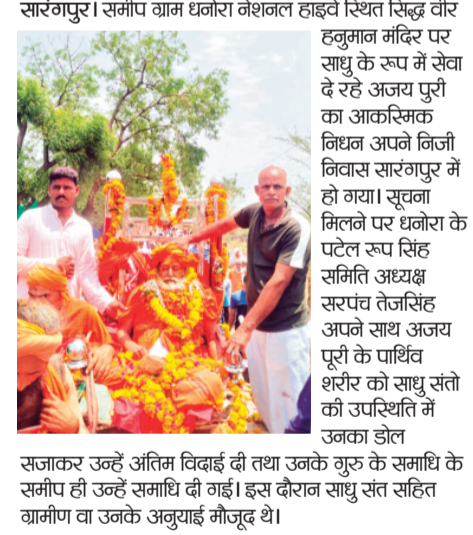 सारंगपुर। समीप ग्राम धनोरा नेशनल हाइवे स्थित सिद्ध वीर
हनुमान मंदिर पर
साधु के रूप में सेवा
दे रहे अजय पुरी
का आकस्मिक
निधन अपने निजी
निवास सारंगपुर में
हो गया। सूचना
मिलने पर धनोरा के
पटेल रूप सिंह
समिति अध्यक्ष
सरपंच तेजसिंह
अपने साथ अजय
पूरी के पार्थिव
शरीर को साधु संतो
की उपस्थिति में
उनका डोल
सजाकर उन्हें अंतिम विदाई दी तथा उनके गुरु के समाधि के
समीप ही उन्हें समाधि दी गई। इस दौरान साधु संत सहित
ग्रामीण वा उनके अनुयाई मौजूद थे।